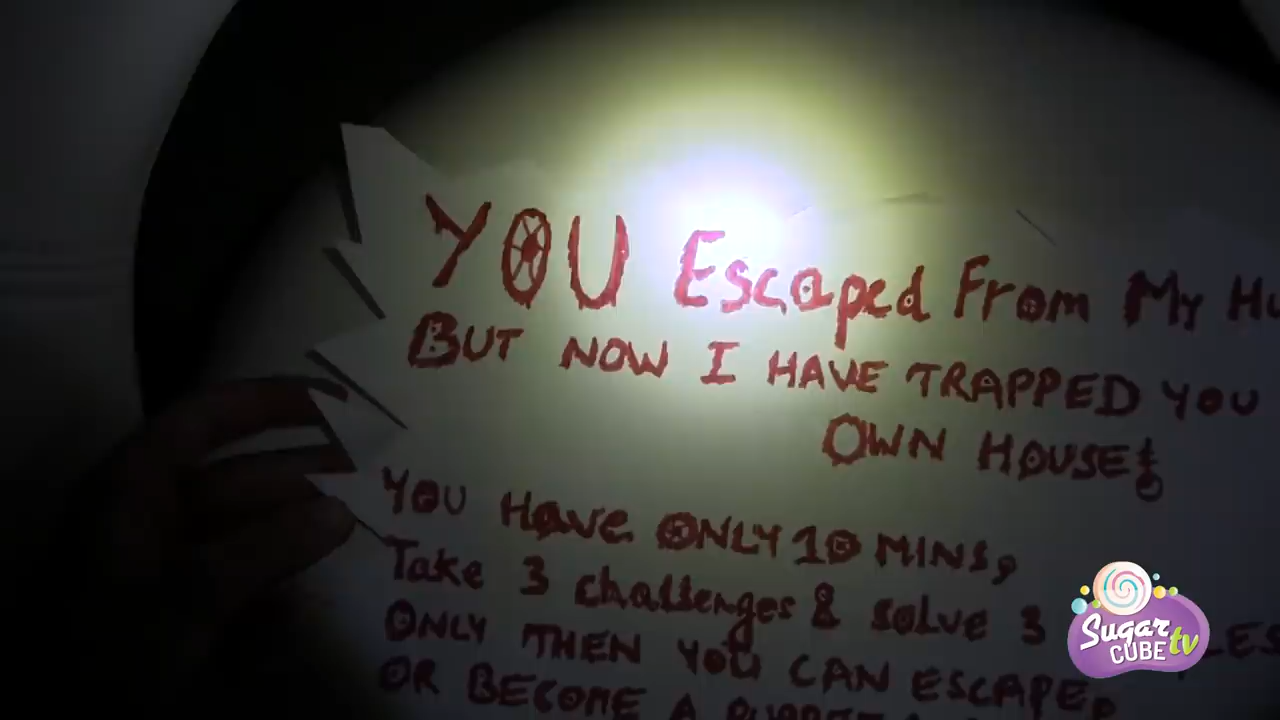 YOU Escaped From My
BUT NOW I HAVE TRAPPED YOU
OWN HOUSE!
YOU HAVE ONLY 10 MINS,
Take 3 challenges & solve 3
ONLY THEN YOU CAN ESCAPE,
OR BECOME A
Sugar
CUBE tv